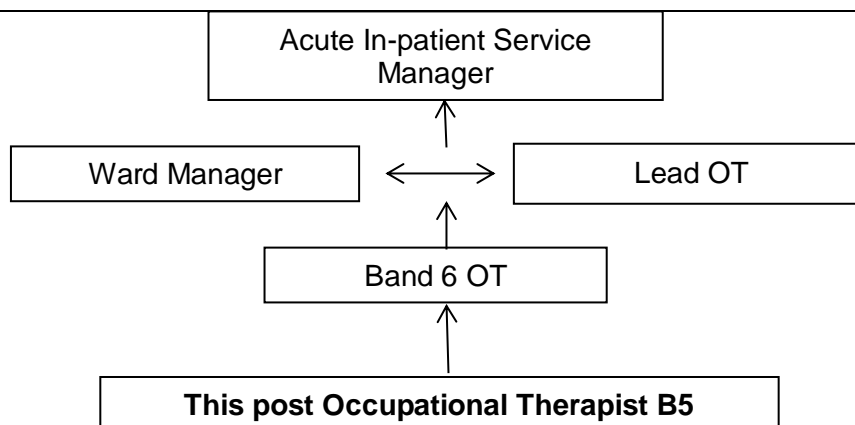 Acute In-patient Service
Manager
Ward Manager
Lead OT
Band 6 OT
This post Occupational Therapist B5